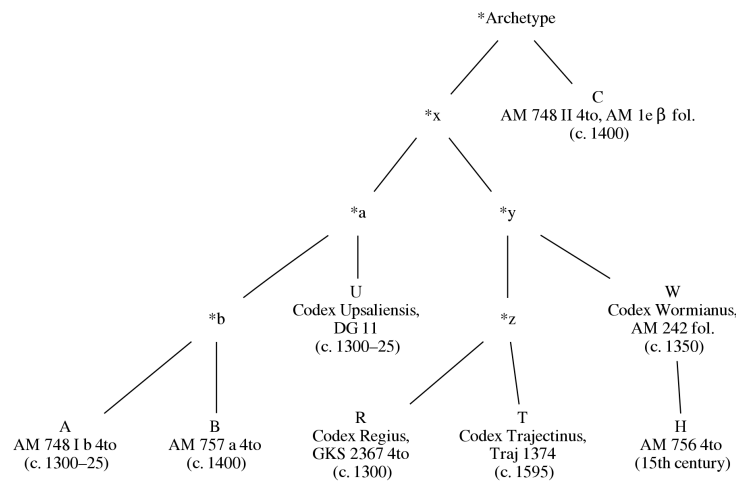 *Archetype
C
AM 748 II 4to, AM 1e β fol.
(c. 1400)
*x
*a
*y
U
Codex Upsaliensis,
DG 11
(c. 1300–25)
W
Codex Wormianus,
AM 242 fol.
(c. 1350)
*b
*z
A
AM 748 I b 4to
(c. 1300–25)
B
AM 757 a 4to
(c. 1400)
R
Codex Regius,
GKS 2367 4to
(c. 1300)
T
Codex Trajectinus,
Traj 1374
(c. 1595)
H
AM 756 4to
(15th century)